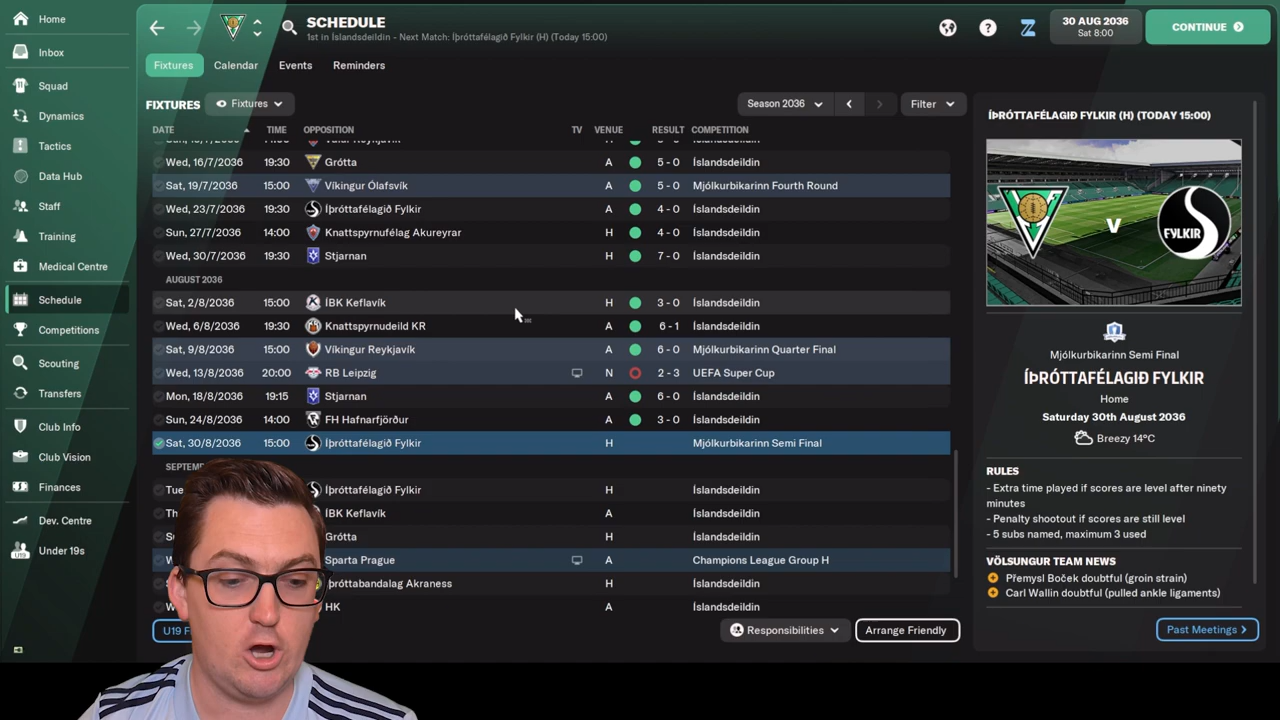 Home
SCHEDULE
1st in Íslandsdeildin - Next Match: Íþróttafélagið Fylkir (H) (Today 15:00)
30 AUG 2036
Sat 8:00
CONTINUE
Inbox
Squad
Dynamics
Tactics
Data Hub
Staff
Training
Medical Centre
Schedule
Competitions
Scouting
Transfers
Club Info
Club Vision
Finances
Dev. Centre
Under 19s
Fixtures Calendar Events Reminders
FIXTURES Fixtures Season 2036 Filter
DATE TIME OPPOSITION TV VENUE RESULT COMPETITION
Wed, 16/7/2036 19:30 Grótta A 5 - 0 Íslandsdeildin
Sat, 19/7/2036 15:00 Víkingur Ólafsvík A 5 - 0 Mjólkurbikarinn Fourth Round
Wed, 23/7/2036 19:30 Íþróttafélagið Fylkir A 4 - 0 Íslandsdeildin
Sun, 27/7/2036 14:00 Knattspyrnufélag Akureyrar H 4 - 0 Íslandsdeildin
Wed, 30/7/2036 19:30 Stjarnan H 7 - 0 Íslandsdeildin
AUGUST 2036
Sat, 2/8/2036 15:00 ÍBK Keflavík H 3 - 0 Íslandsdeildin
Wed, 6/8/2036 19:30 Knattspyrnudeild KR A 6 - 1 Íslandsdeildin
Sat, 9/8/2036 15:00 Víkingur Reykjavík A 6 - 0 Mjólkurbikarinn Quarter Final
Wed, 13/8/2036 20:00 RB Leipzig N 2 - 3 UEFA Super Cup
Mon, 18/8/2036 19:15 Stjarnan A 6 - 0 Íslandsdeildin
Sun, 24/8/2036 14:00 FH Hafnarfjörður A 3 - 0 Íslandsdeildin
Sat, 30/8/2036 15:00 Íþróttafélagið Fylkir H Mjólkurbikarinn Semi Final
SEPTEM
Tue Íþróttafélagið Fylkir H Íslandsdeildin
Th ÍBK Keflavík H Íslandsdeildin
Grótta H Íslandsdeildin
Sparta Prague A Champions League Group H
þróttabandalag Akraness H Íslandsdeildin
HK A Íslandsdeildin
U19 F Responsibilities Arrange Friendly
ÍÞRÓTTAFÉLAGIÐ FYLKIR (H) (TODAY 15:00)
V
FYLKIR
Mjólkurbikarinn Semi Final
ÍÞRÓTTAFÉLAGIÐ FYLKIR
Home
Saturday 30th August 2036
Breezy 14°C
RULES
- Extra time played if scores are level after ninety
minutes
- Penalty shootout if scores are still level
- 5 subs named, maximum 3 used
VÖLSUNGUR TEAM NEWS
Přemysl Boček doubtful (groin strain)
Carl Wallin doubtful (pulled ankle ligaments)
Past Meetings